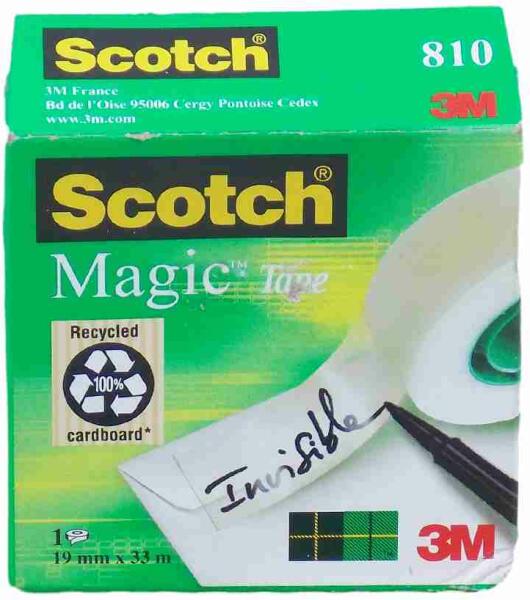 Scotch®
810
3M France
Bd de l'Oise 95006 Cergy Pontoise Cedex
www.3m.com
3M
Scotch®
Magic™ Tape
Recycled
100%
cardboard*
Invisible
1
19 mm x 33 m
3M